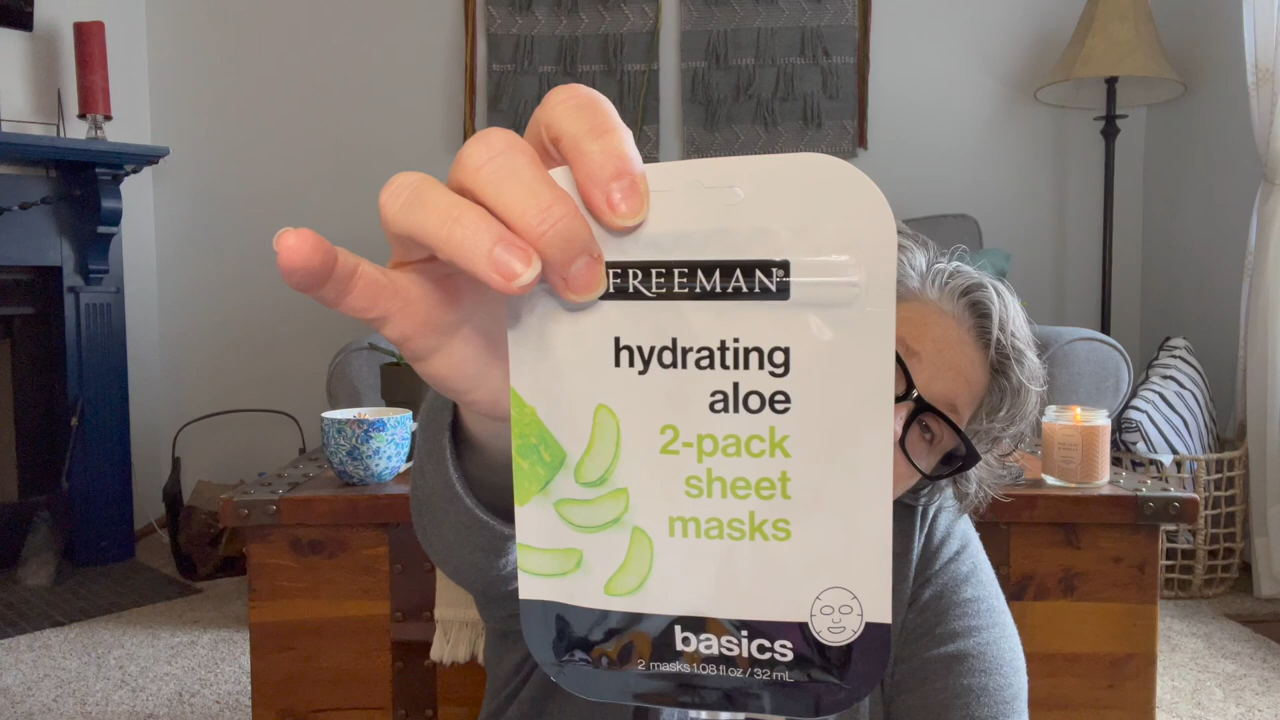 FREEMAN®
hydrating
aloe
2-pack
sheet
masks
basics
2 masks 1.08 fl oz / 32 mL